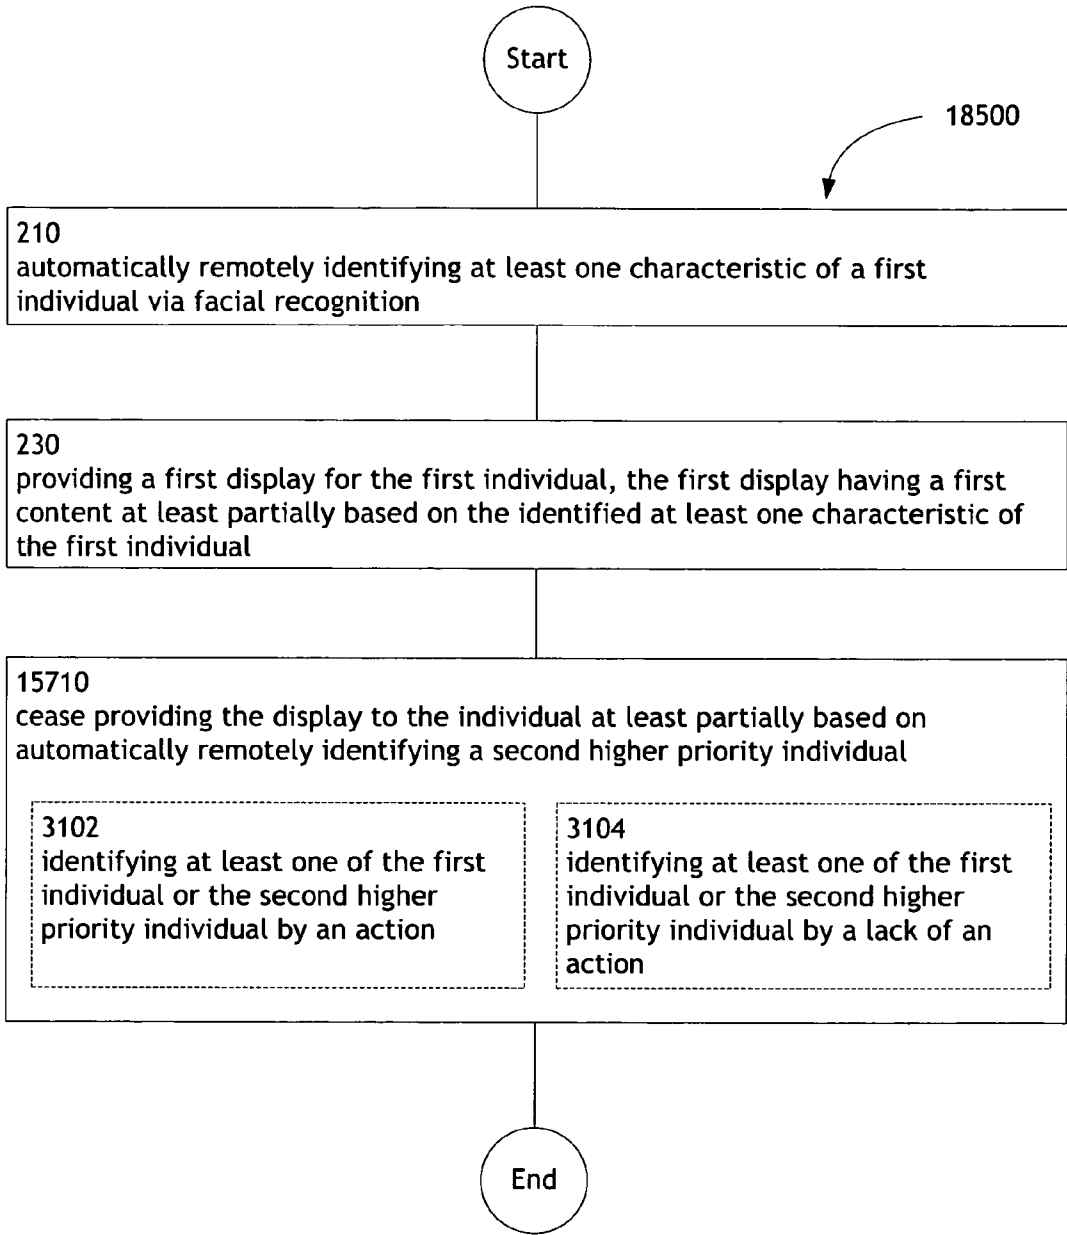 Start
18500
210
automatically remotely identifying at least one characteristic of a first
individual via facial recognition
230
providing a first display for the first individual, the first display having a first
content at least partially based on the identified at least one characteristic of
the first individual
15710
cease providing the display to the individual at least partially based on
automatically remotely identifying a second higher priority individual
3102
identifying at least one of the first
individual or the second higher
priority individual by an action
3104
identifying at least one of the first
individual or the second higher
priority individual by a lack of an
action
End